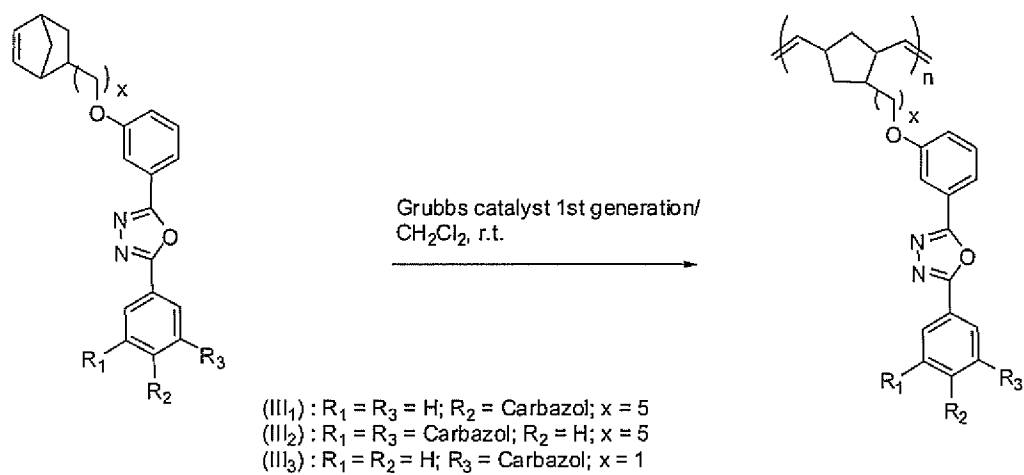 x
O
N
N
O
R1
R2
R3
Grubbs catalyst 1st generation/
CH2Cl2, r.t.
n
x
O
N
N
O
R1
R2
R3
(III1) : R1 = R3 = H; R2 = Carbazol; x = 5
(III2) : R1 = R3 = Carbazol; R2 = H; x = 5
(III3) : R1 = R2 = H; R3 = Carbazol; x = 1